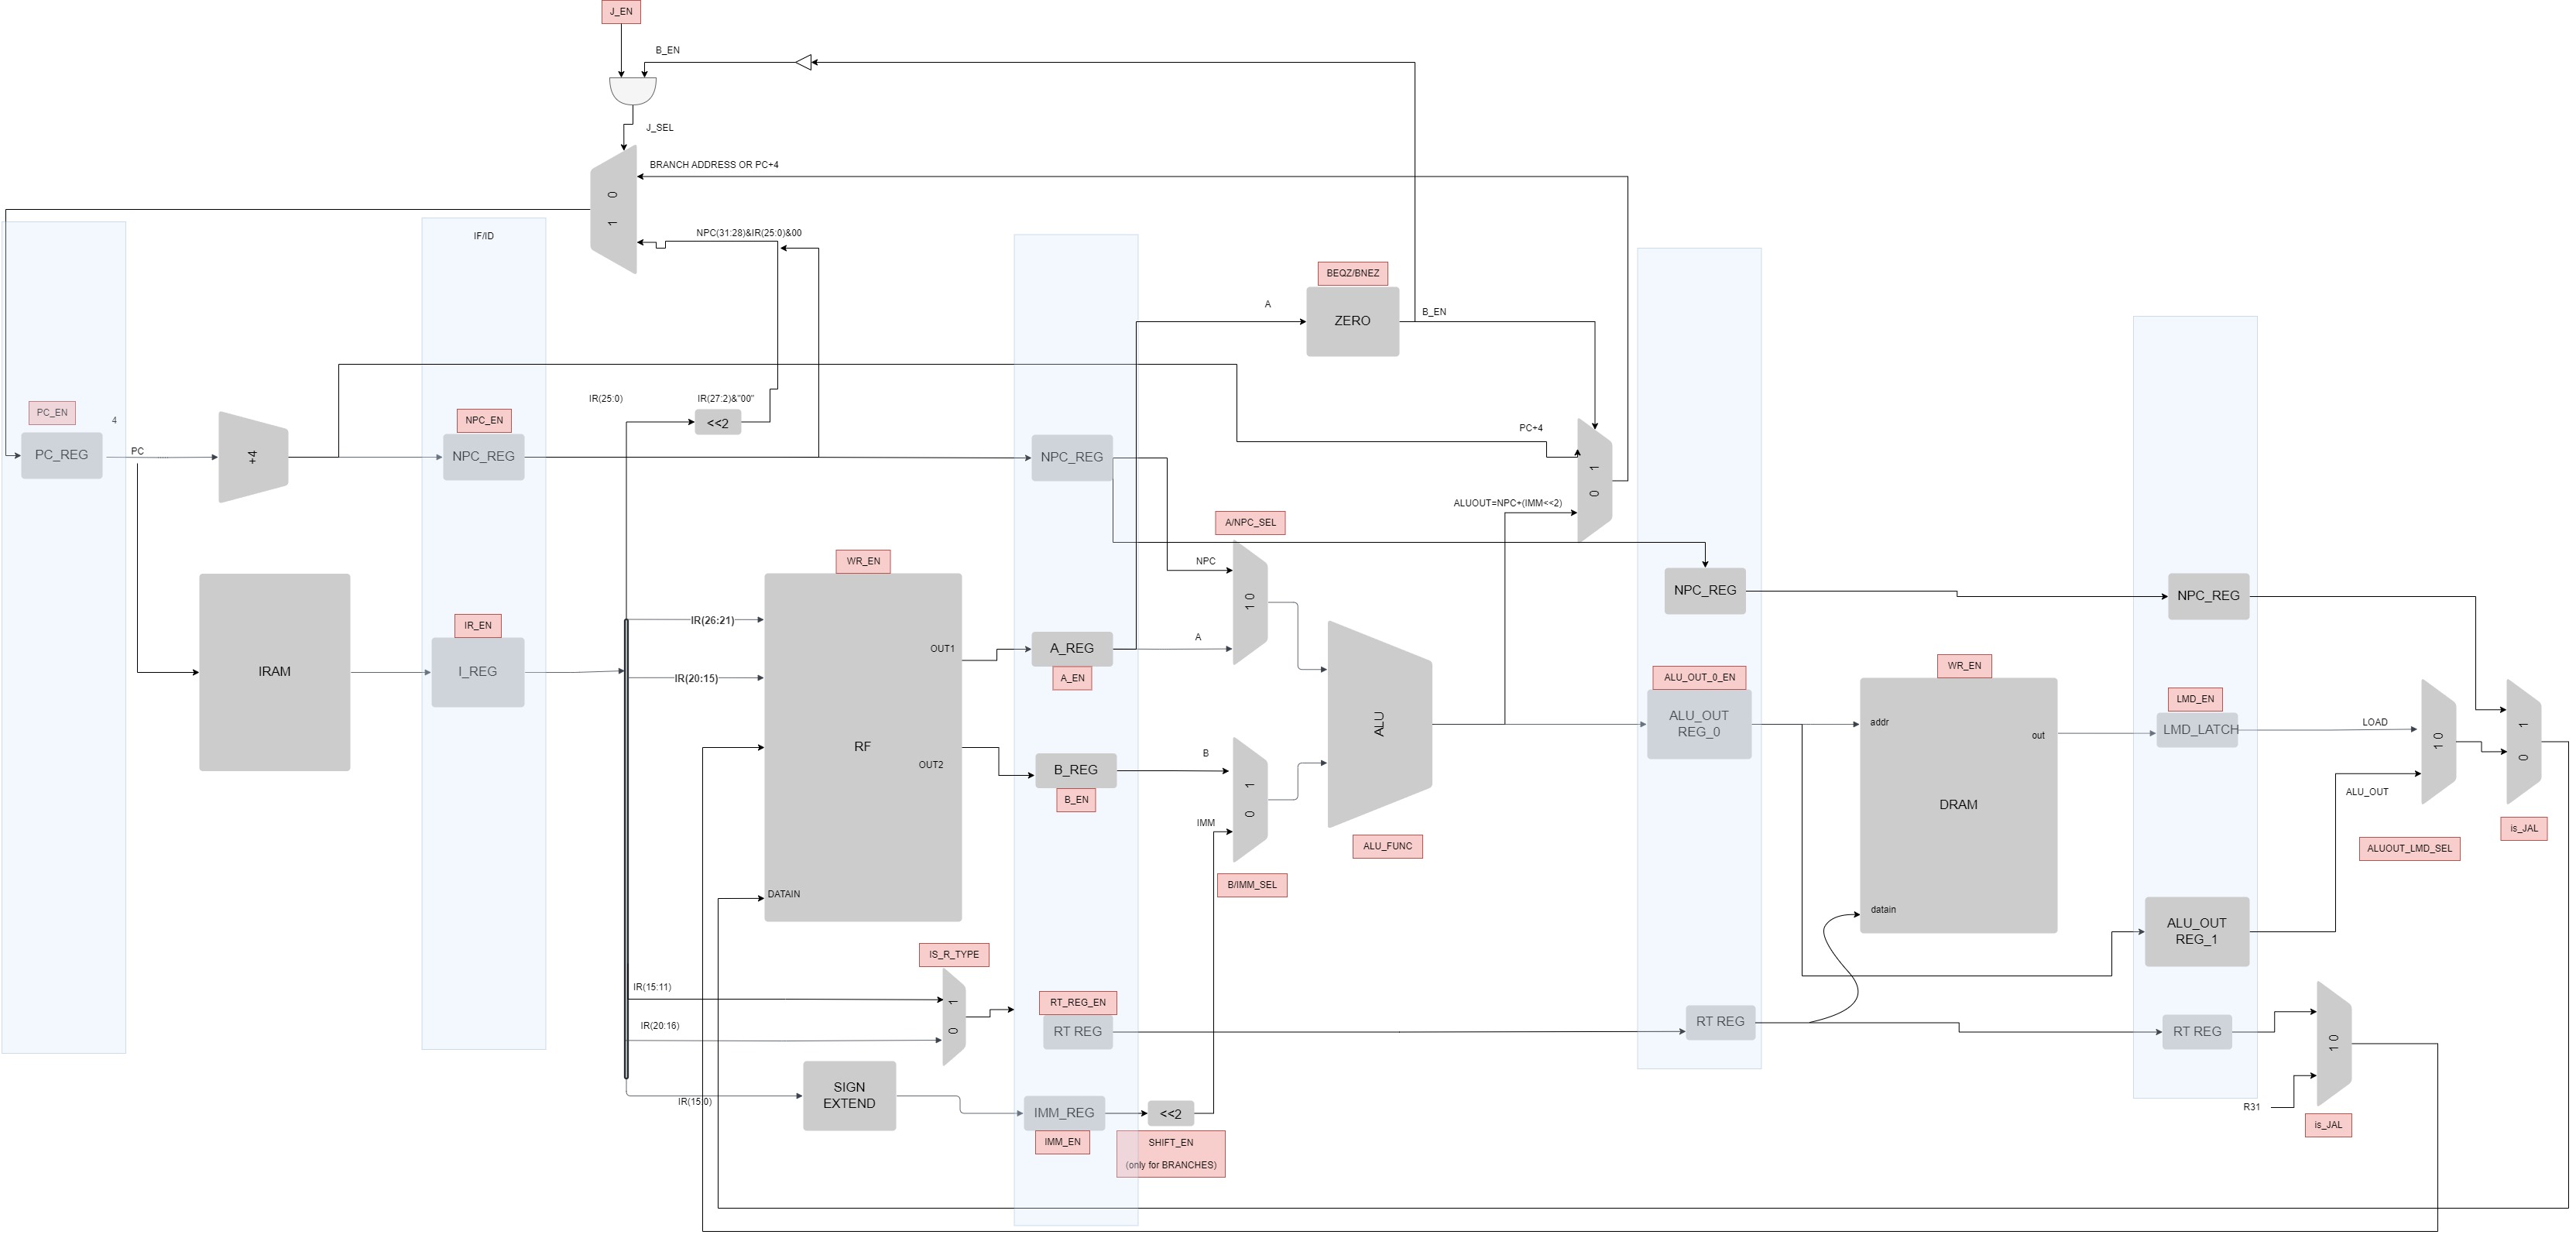 J_EN
B_EN
J_SEL
BRANCH ADDRESS OR PC+4
0
1
NPC(31:28)&IR(25:0)&00
IF/ID
BEQZ/BNEZ
A
ZERO
B_EN
PC_EN
4
PC_REG
PC
+4
NPC_EN
NPC_REG
IR(25:0)
IR(27:2)&"00"
<<2
NPC_REG
PC+4
1
0
ALUOUT=NPC+(IMM<<2)
A/NPC_SEL
NPC
1 0
A
IRAM
IR_EN
I_REG
WR_EN
IR(26:21)
IR(20:15)
RF
OUT1
OUT2
DATAIN
A_REG
A_EN
B_REG
B_EN
B
1
0
IMM
B/IMM_SEL
ALU
ALU_FUNC
NPC_REG
ALU_OUT_0_EN
ALU_OUT
REG_0
WR_EN
addr
out
DRAM
datain
NPC_REG
LMD_EN
LMD_LATCH
LOAD
ALU_OUT
1 0
ALUOUT_LMD_SEL
1
0
is_JAL
ALU_OUT
REG_1
IS_R_TYPE
IR(15:11)
IR(20:16)
1
0
RT_REG_EN
RT REG
RT REG
RT REG
1 0
R31
is_JAL
SIGN
EXTEND
IR(15:0)
IMM_REG
IMM_EN
<<2
SHIFT_EN
(only for BRANCHES)